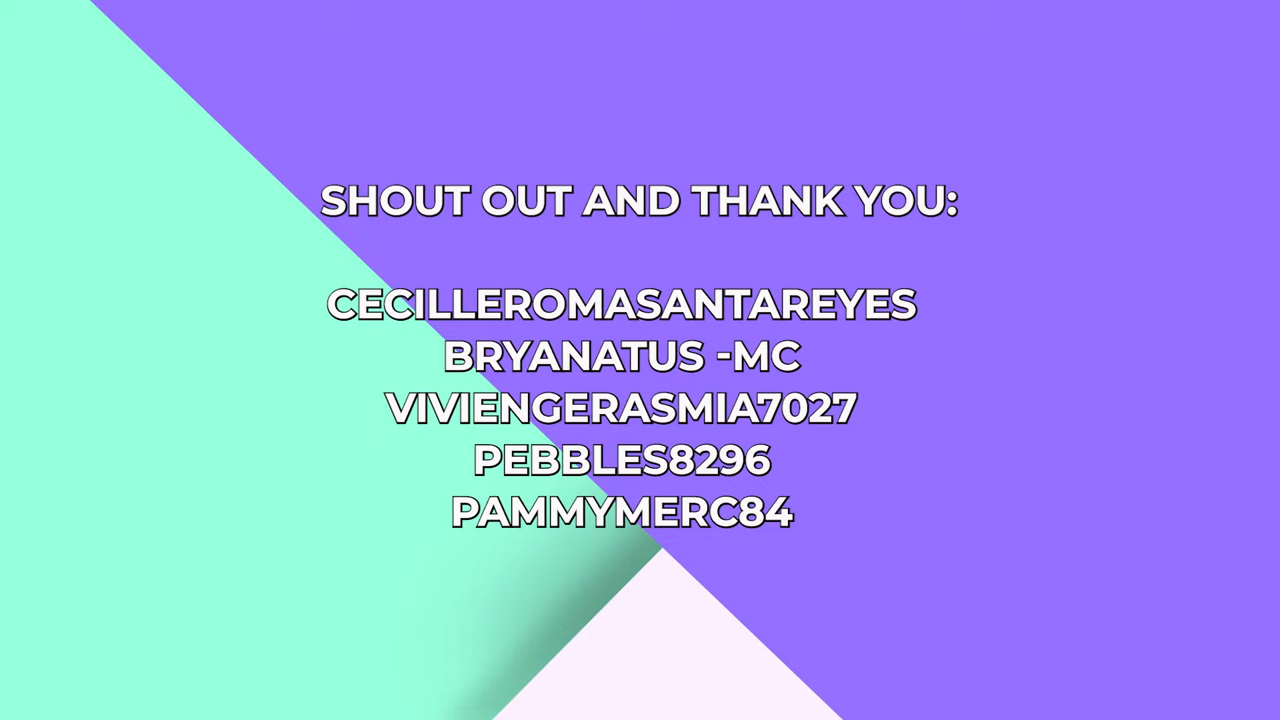 SHOUT OUT AND THANK YOU:
CECILLEROMASANTAREYES
BRYANATUS -MC
VIVIENGERASMIA7027
PEBBLES8296
PAMMYMERC84